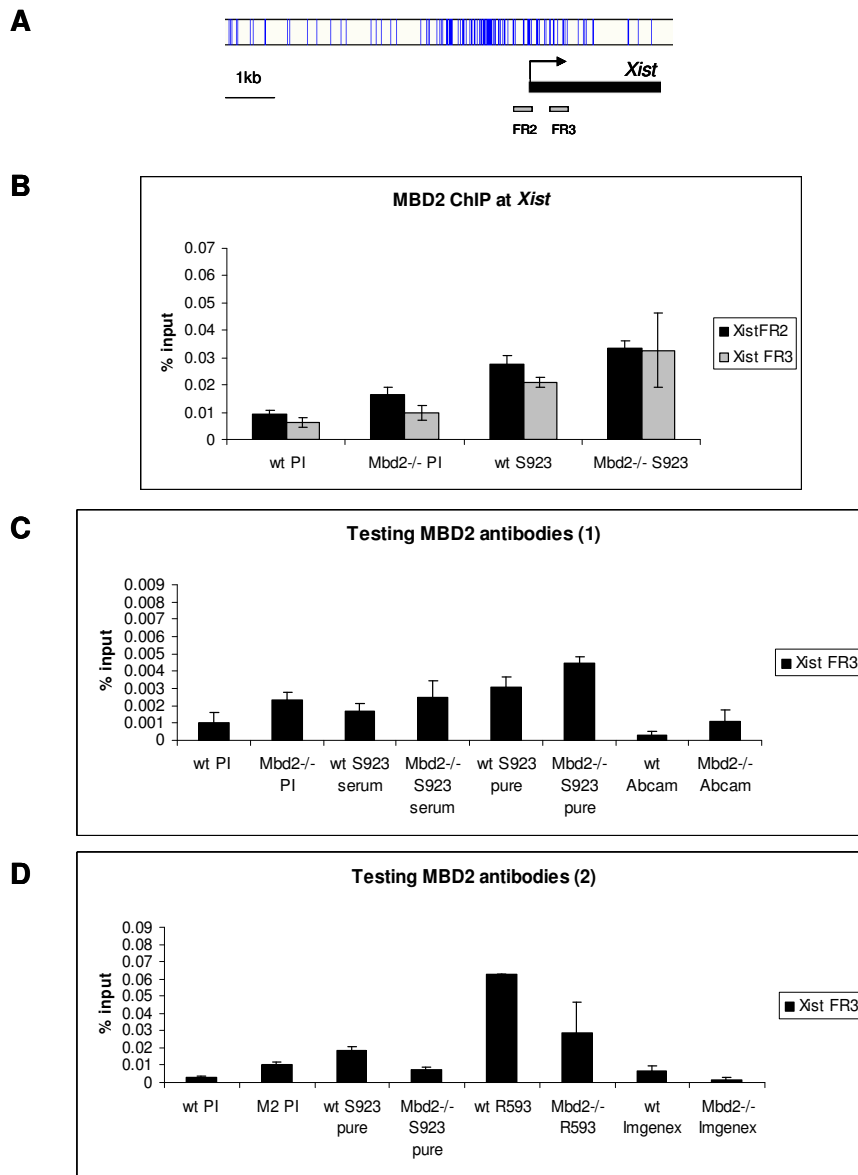 A
1kb
Xist
FR2 FR3
B
MBD2 ChIP at Xist
% input
0.07
0.06
0.05
0.04
0.03
0.02
0.01
0
wt PI Mbd2-/- PI wt S923 Mbd2-/- S923
XistFR2
Xist FR3
C
Testing MBD2 antibodies (1)
% input
0.009
0.008
0.007
0.006
0.005
0.004
0.003
0.002
0.001
0
wt PI Mbd2-/- PI wt S923 serum Mbd2-/- S923 serum wt S923 pure Mbd2-/- S923 pure wt Abcam Mbd2-/- Abcam
Xist FR3
D
Testing MBD2 antibodies (2)
% input
0.09
0.08
0.07
0.06
0.05
0.04
0.03
0.02
0.01
0
wt PI M2 PI wt S923 pure Mbd2-/- S923 pure wt R593 Mbd2-/- R593 wt Imgenex Mbd2-/- Imgenex
Xist FR3